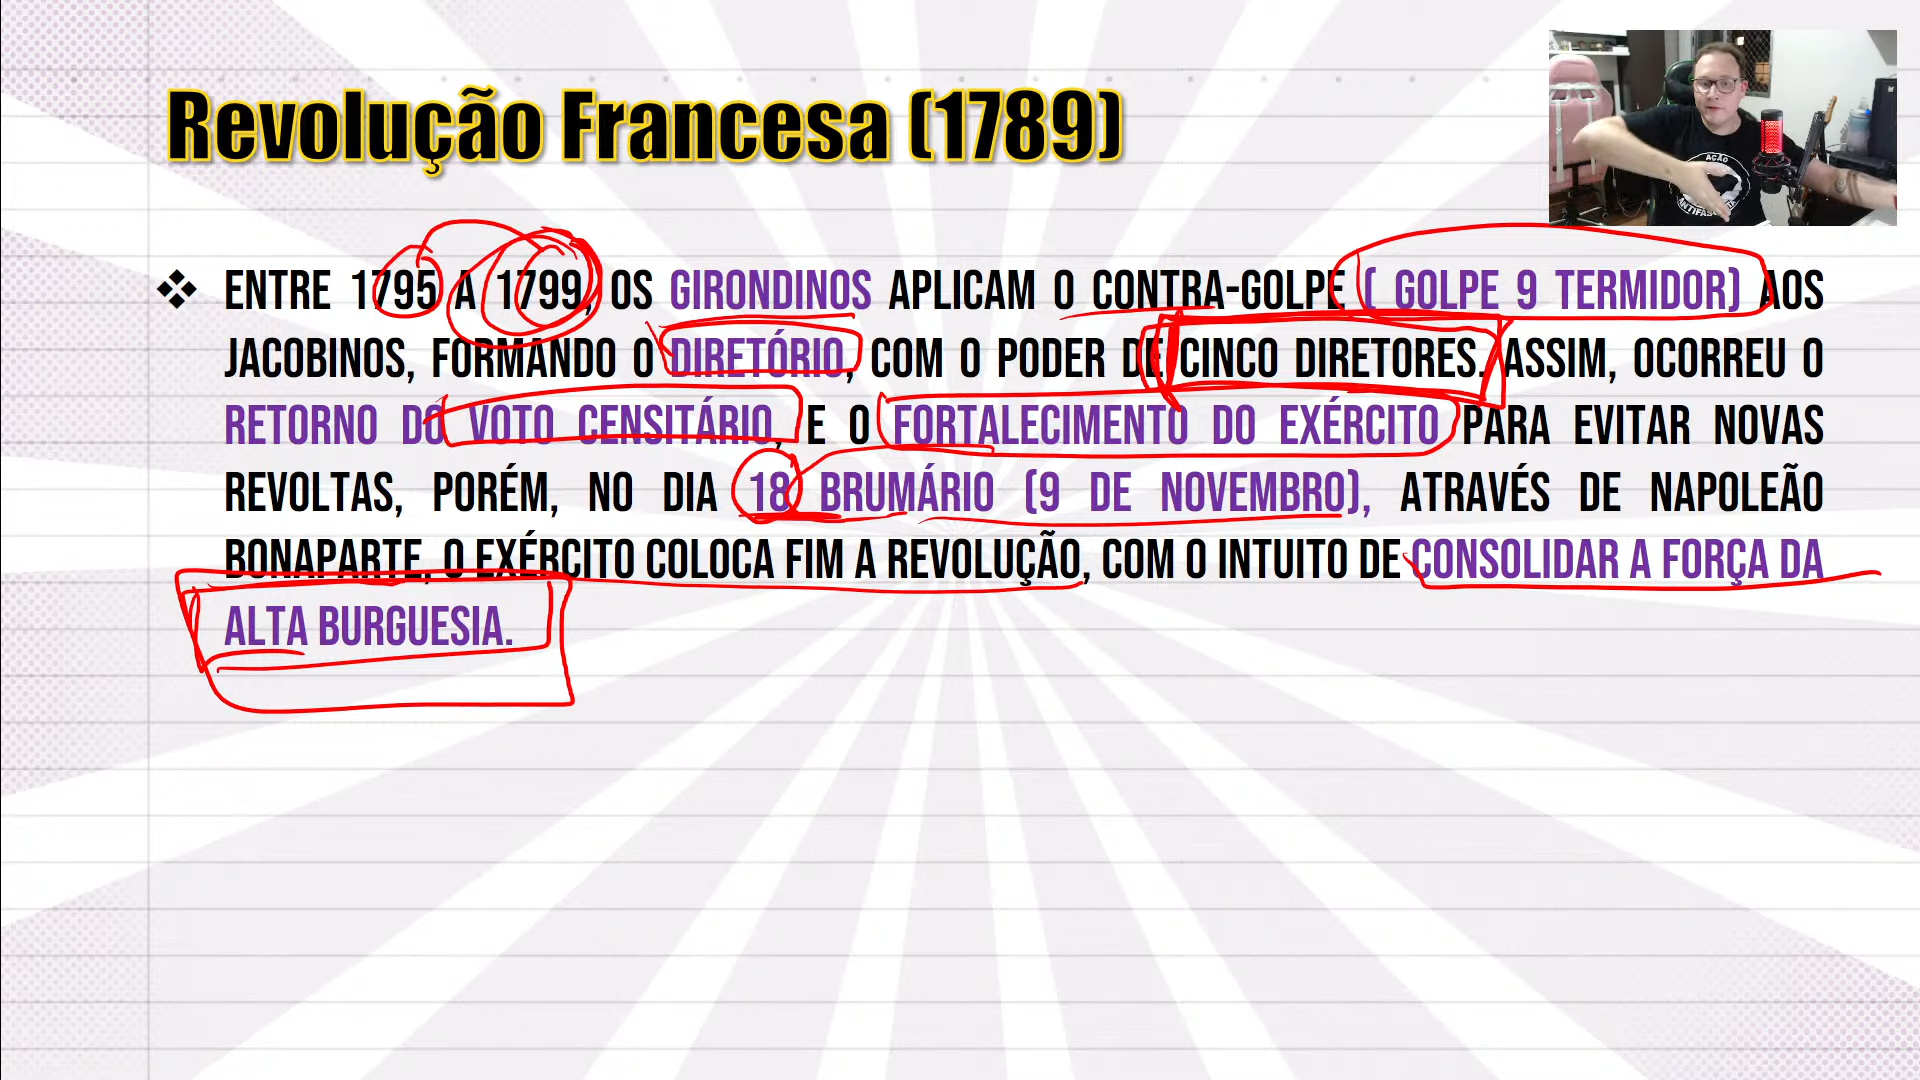 Revolução Francesa (1789)
❖ ENTRE 1795 A 1799, OS GIRONDINOS APLICAM O CONTRA-GOLPE ( GOLPE 9 TERMIDOR) AOS
JACOBINOS, FORMANDO O DIRETÓRIO, COM O PODER DE CINCO DIRETORES. ASSIM, OCORREU O
RETORNO DO VOTO CENSITÁRIO, E O FORTALECIMENTO DO EXÉRCITO PARA EVITAR NOVAS
REVOLTAS, PORÉM, NO DIA 18 BRUMÁRIO (9 DE NOVEMBRO), ATRAVÉS DE NAPOLEÃO
BONAPARTE, O EXÉRCITO COLOCA FIM A REVOLUÇÃO, COM O INTUITO DE CONSOLIDAR A FORÇA DA
ALTA BURGUESIA.
AÇÃO